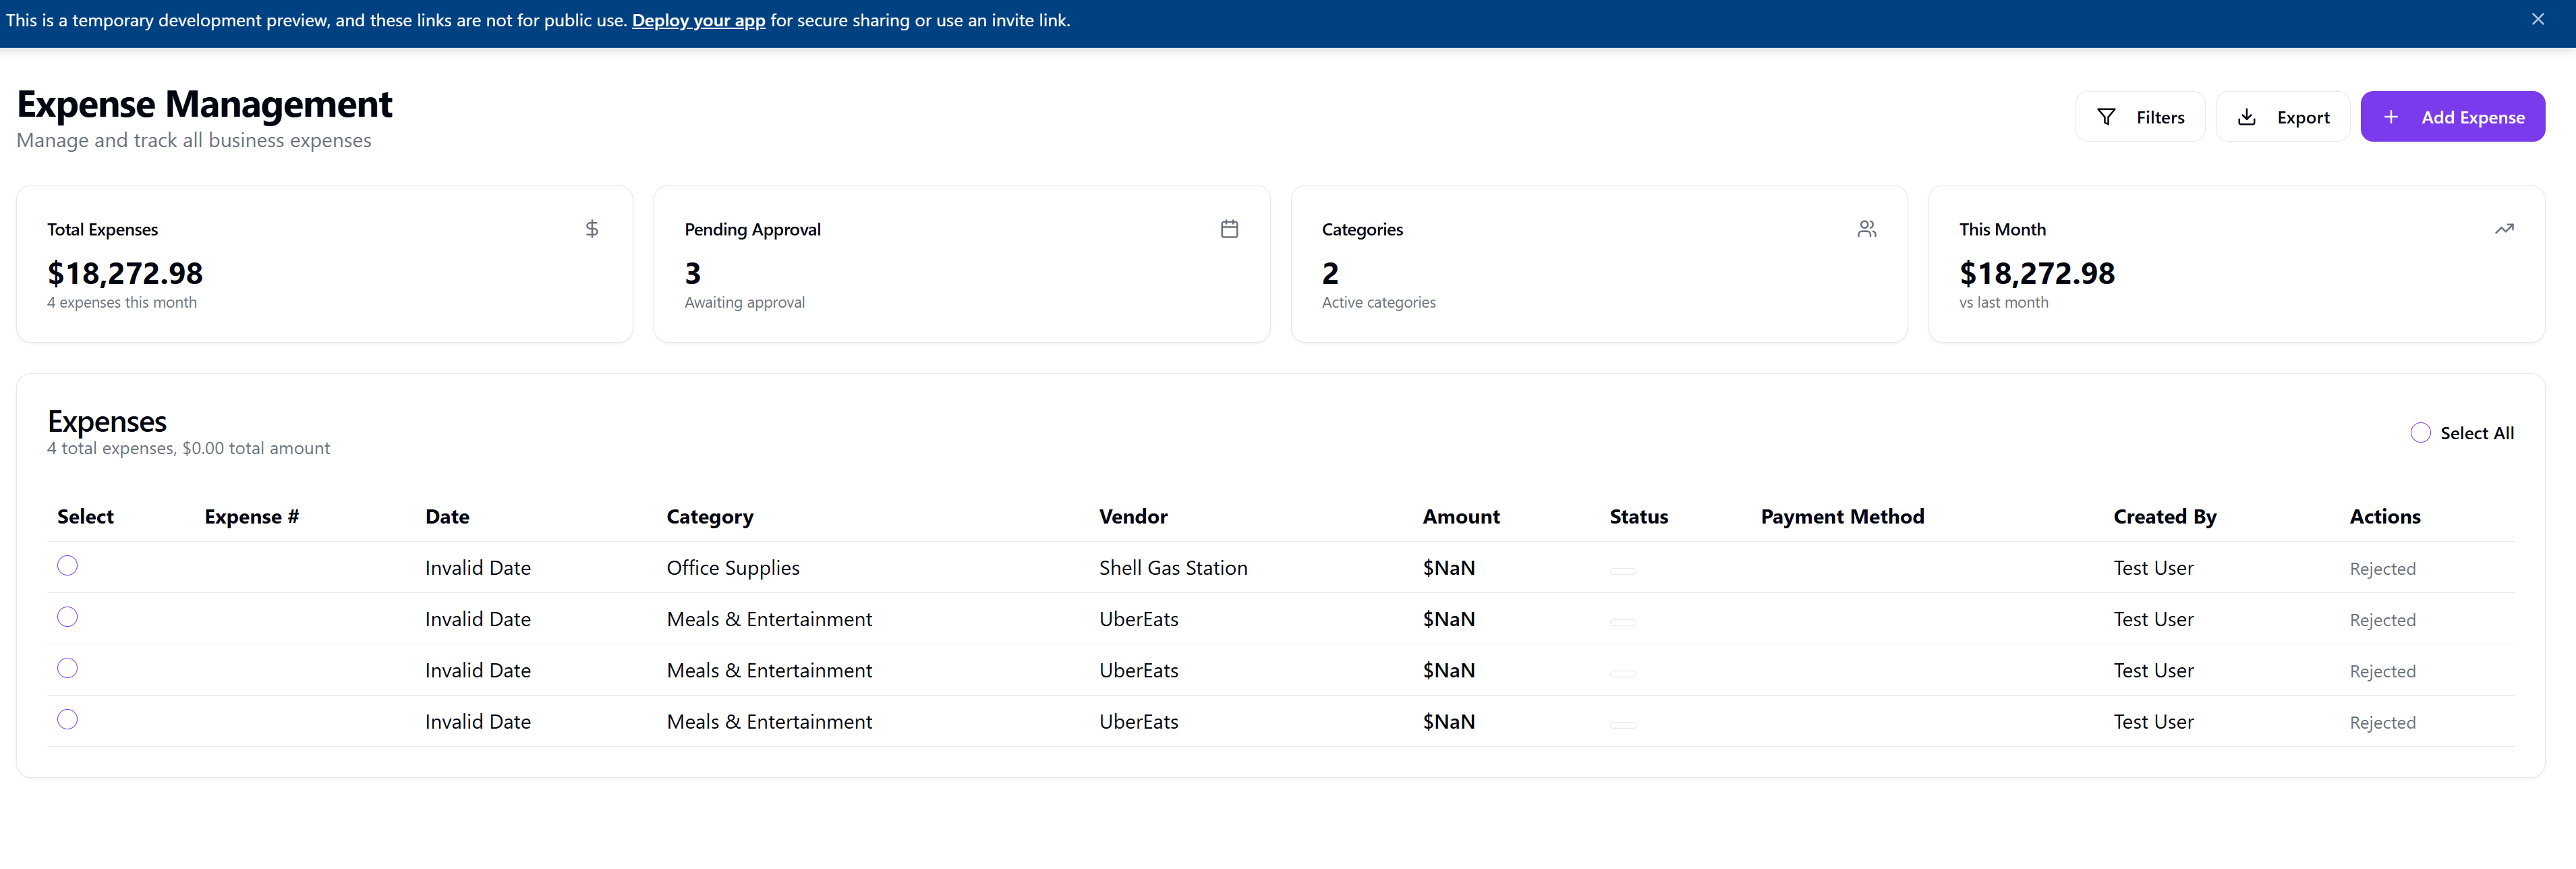 This is a temporary development preview, and these links are not for public use. Deploy your app for secure sharing or use an invite link.
Expense Management
Manage and track all business expenses
Filters
Export
Add Expense
Total Expenses
$18,272.98
4 expenses this month
Pending Approval
3
Awaiting approval
Categories
2
Active categories
This Month
$18,272.98
vs last month
Expenses
4 total expenses, $0.00 total amount
Select All
Select Expense # Date Category Vendor Amount Status Payment Method Created By Actions
Invalid Date Office Supplies Shell Gas Station $NaN Test User Rejected
Invalid Date Meals & Entertainment UberEats $NaN Test User Rejected
Invalid Date Meals & Entertainment UberEats $NaN Test User Rejected
Invalid Date Meals & Entertainment UberEats $NaN Test User Rejected